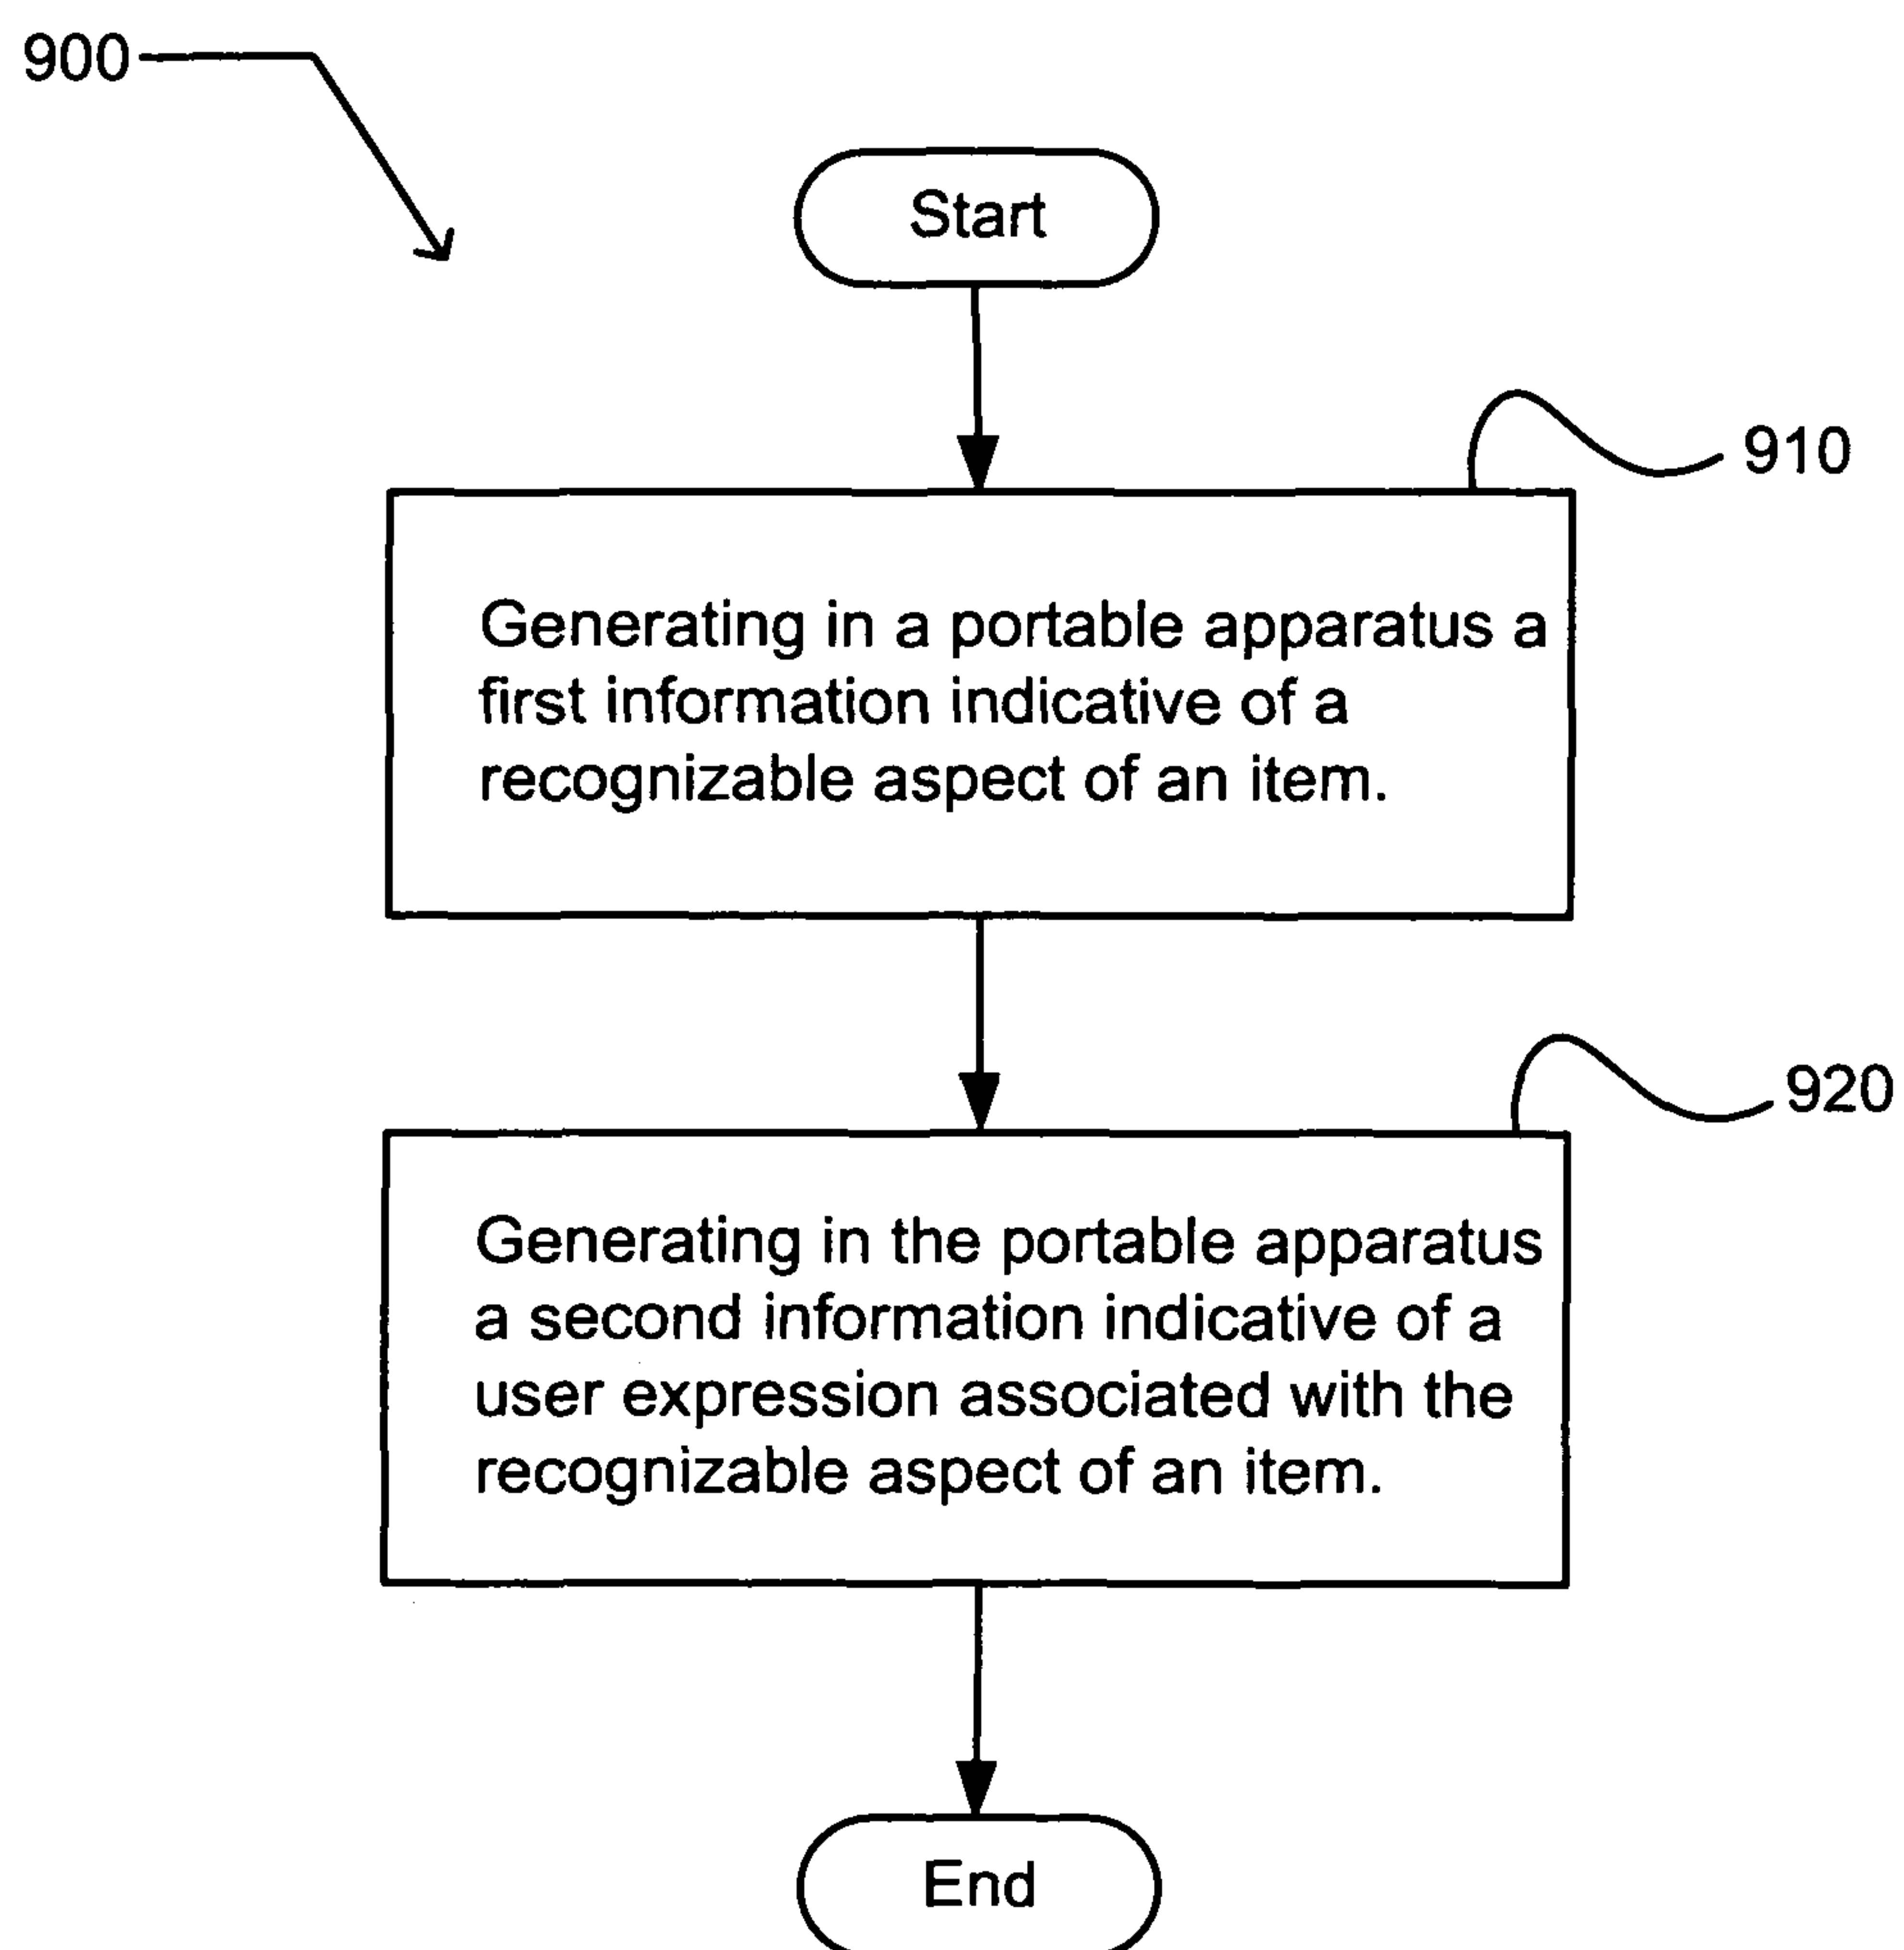 900
Start
910
Generating in a portable apparatus a
first information indicative of a
recognizable aspect of an item.
920
Generating in the portable apparatus
a second information indicative of a
user expression associated with the
recognizable aspect of an item.
End